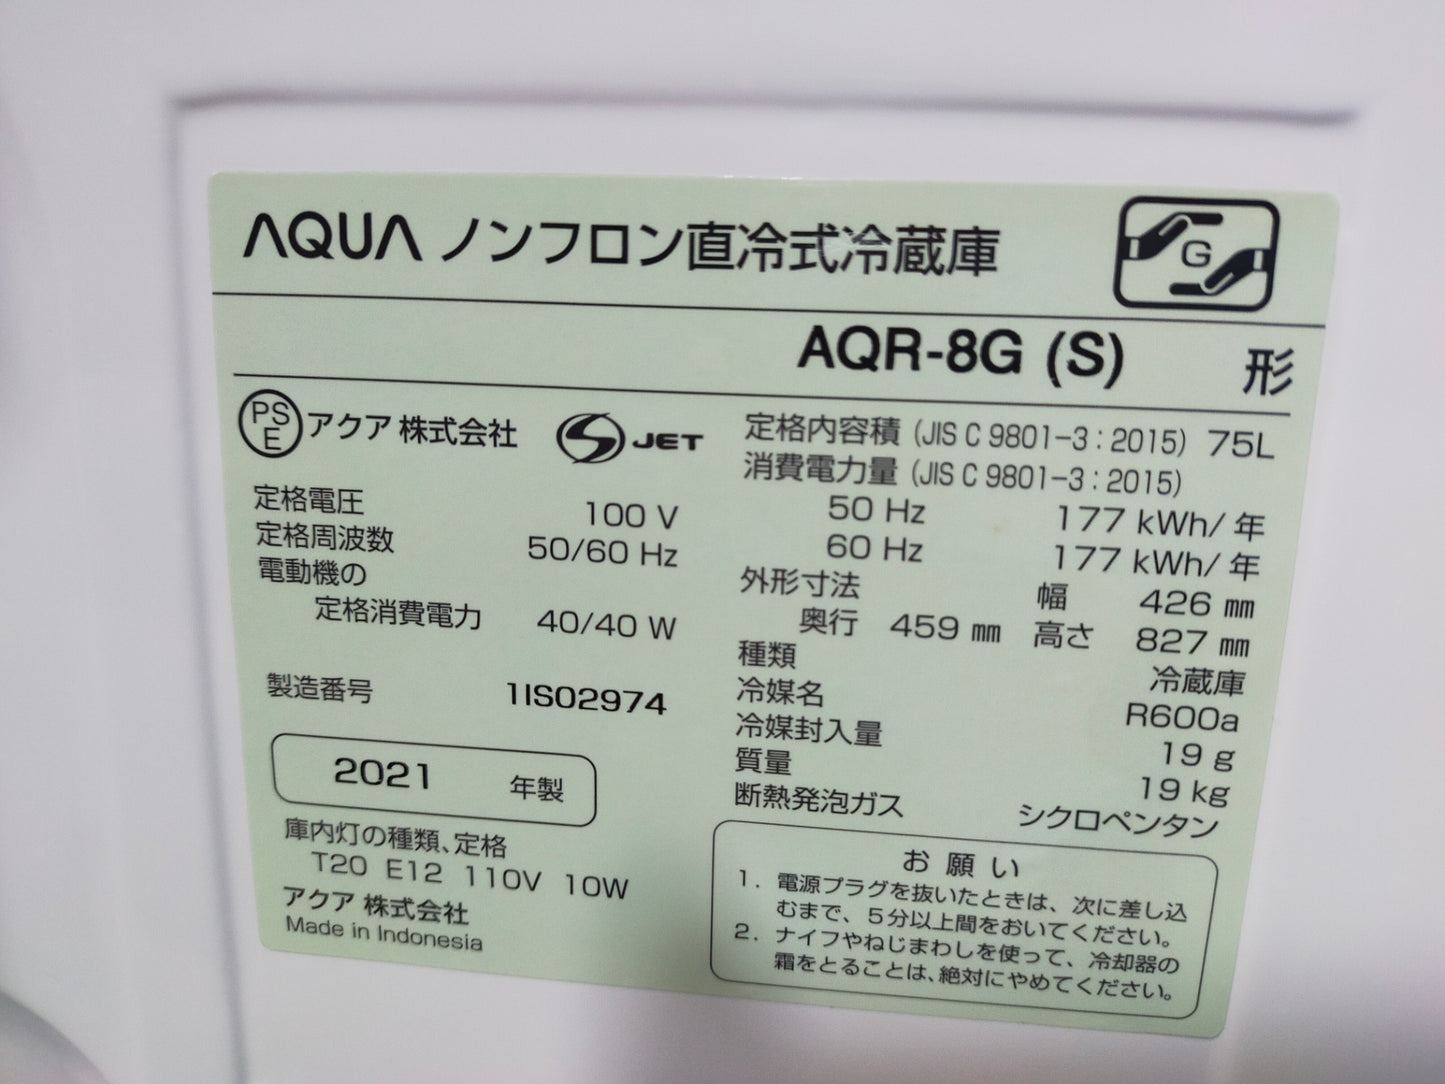 AQUA ノンフロン直冷式冷蔵庫
G
AQR-8G (S) 形
PSE アクア 株式会社
S JET
定格電圧 100 V
定格周波数 50/60 Hz
電動機の
定格消費電力 40/40 W
製造番号 1IS02974
2021 年製
庫内灯の種類、定格
T20 E12 110V 10W
アクア 株式会社
Made in Indonesia
定格内容積 (JIS C 9801-3 : 2015) 75L
消費電力量 (JIS C 9801-3 : 2015)
50 Hz 177 kWh/年
60 Hz 177 kWh/年
外形寸法 幅 426 mm
奥行 459 mm 高さ 827 mm
種類 冷蔵庫
冷媒名 R600a
冷媒封入量 19 g
質量 19 kg
断熱発泡ガス シクロペンタン
お願い
1. 電源プラグを抜いたときは、次に差し込
むまで、5分以上間をおいてください。
2. ナイフやねじまわしを使って、冷却器の
霜をとることは、絶対にやめてください。